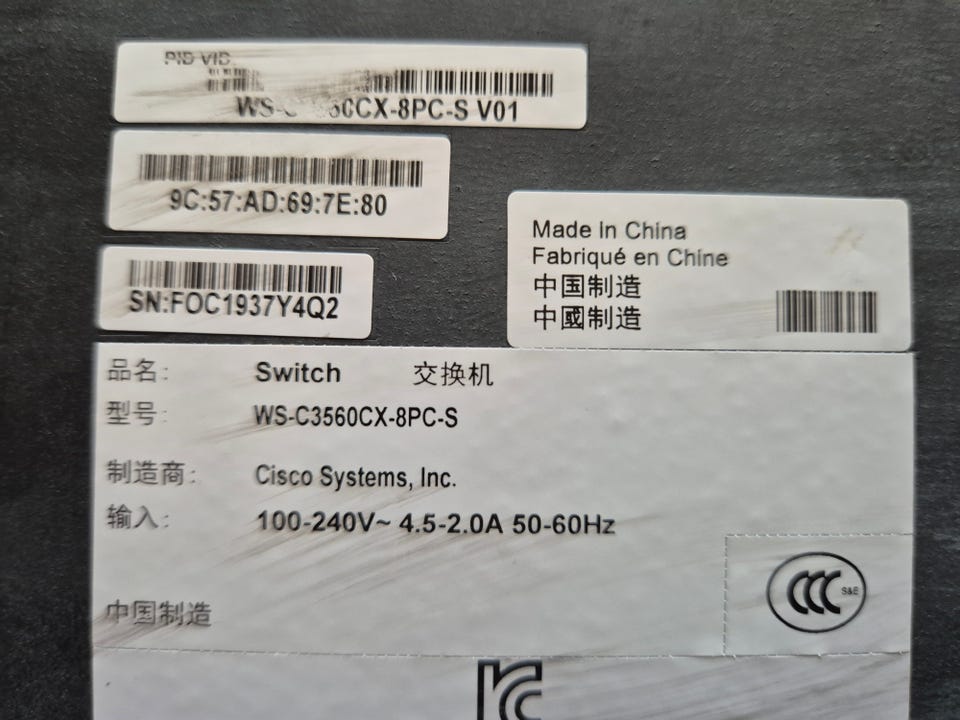 PID VID
WS-C3560CX-8PC-S V01
9C:57:AD:69:7E:80
SN:FOC1937Y4Q2
Made In China
Fabriqué en Chine
中国制造
中國制造
品名: Switch 交换机
型号: WS-C3560CX-8PC-S
制造商: Cisco Systems, Inc.
输入: 100-240V~ 4.5-2.0A 50-60Hz
中国制造
CCC S&E